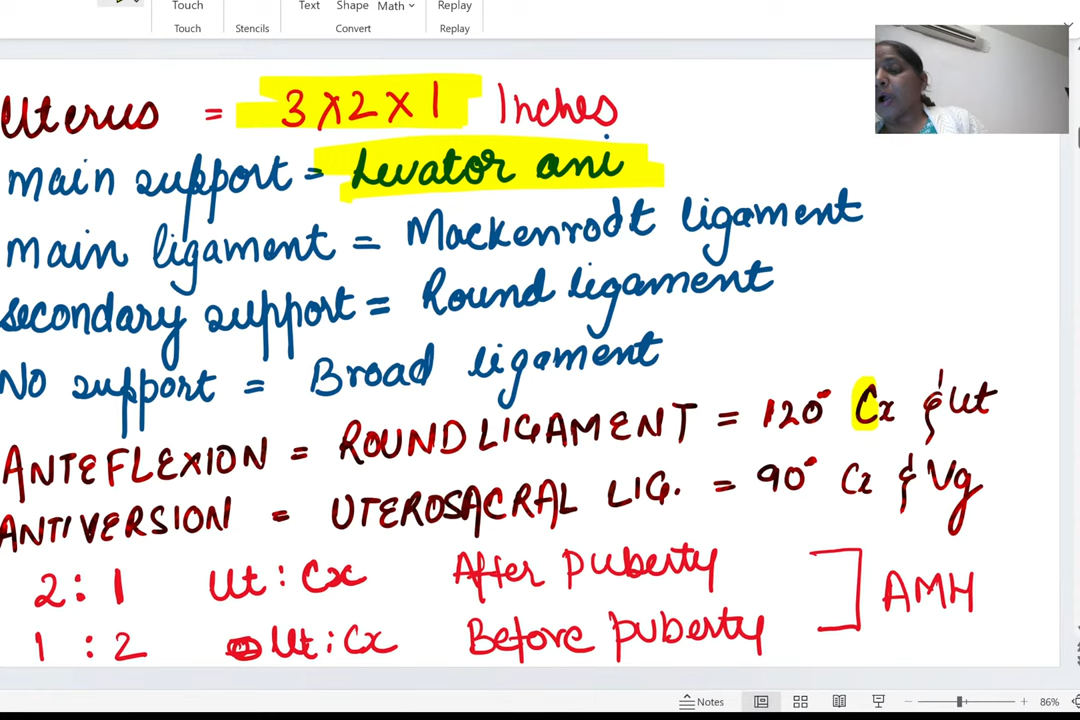 Touch Text Shape Math Replay
Touch Stencils Convert Replay
Uterus = 3 x 2 x 1 Inches
main support = Levator ani
main ligament = Mackenrodt ligament
secondary support = Round ligament
No support = Broad ligament
ANTEFLEXION = ROUND LIGAMENT = 120° Cx & Ut
ANTIVERSION = UTEROSACRAL LIG. = 90° Cx & Vg
2 : 1 Ut : Cx After puberty
AMH
1 : 2 Ut : Cx Before puberty
Notes 86%